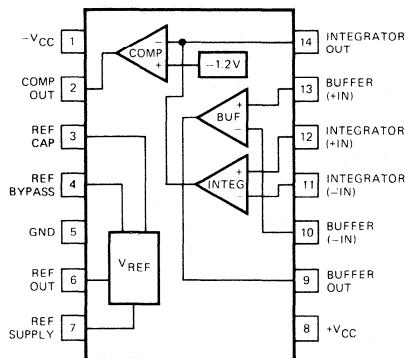 -VCC
1
COMP
OUT
2
REF
CAP
3
REF
BYPASS
4
GND
5
REF
OUT
6
REF
SUPPLY
7
COMP
-
+
-1.2V
BUF
+
-
INTEG
+
-
VREF
14
INTEGRATOR
OUT
13
BUFFER
(+IN)
12
INTEGRATOR
(+IN)
11
INTEGRATOR
(-IN)
10
BUFFER
(-IN)
9
BUFFER
OUT
8
+VCC